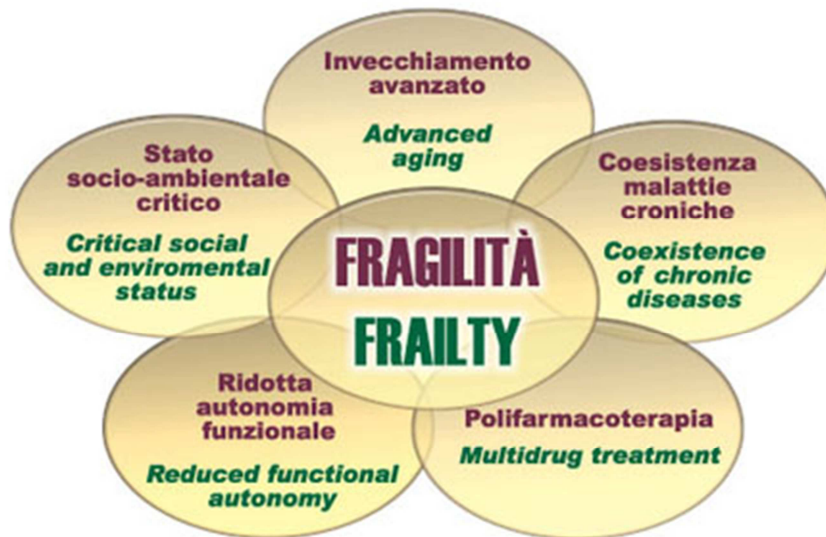 Invecchiamento
avanzato
Advanced
aging
Stato
socio-ambientale
critico
Critical social
and enviromental
status
Coesistenza
malattie
croniche
Coexistence
of chronic
diseases
FRAGILITÀ
FRAILTY
Ridotta
autonomia
funzionale
Reduced functional
autonomy
Polifarmacoterapia
Multidrug treatment